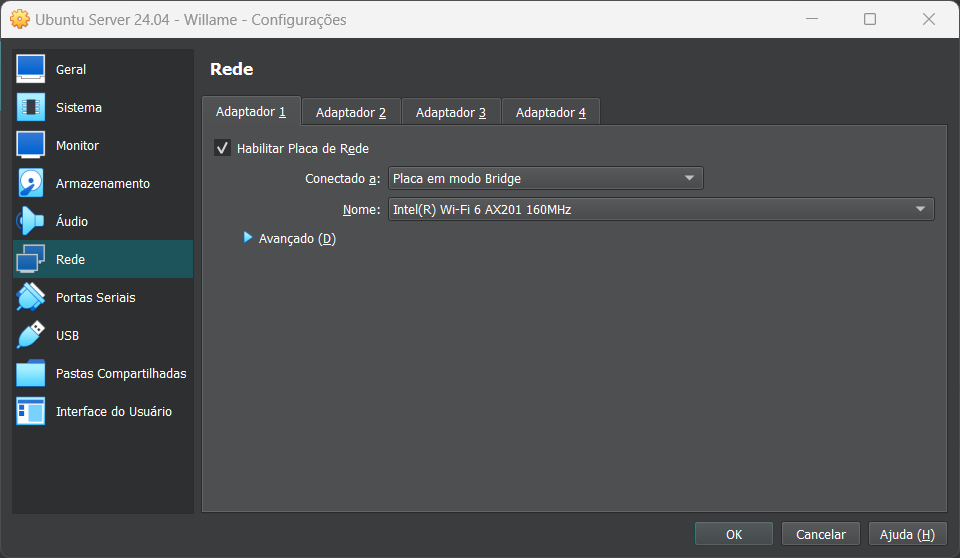 Ubuntu Server 24.04 - Willame - Configurações
Geral
Sistema
Monitor
Armazenamento
Áudio
Rede
Portas Seriais
USB
Pastas Compartilhadas
Interface do Usuário
Rede
Adaptador 1 Adaptador 2 Adaptador 3 Adaptador 4
Habilitar Placa de Rede
Conectado a: Placa em modo Bridge
Nome: Intel(R) Wi-Fi 6 AX201 160MHz
Avançado (D)
OK Cancelar Ajuda (H)